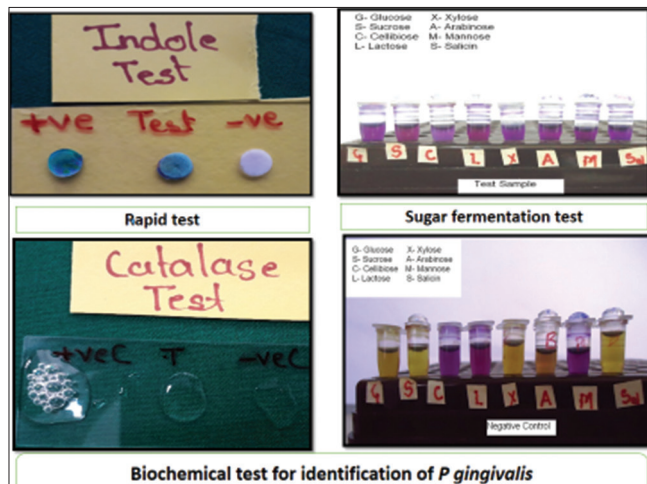 Indole
Test
+ve Test -ve
Rapid test
G- Glucose X- Xylose
S- Sucrose A- Arabinose
C- Cellibiose M- Mannose
L- Lactose S- Salicin
G S C L X A M Sal
Test Sample
Sugar fermentation test
Catalase
Test
+veC T -veC
G- Glucose X- Xylose
S- Sucrose A- Arabinose
C- Cellibiose M- Mannose
L- Lactose S- Salicin
G S C L X A M Sal
Negative Control
Biochemical test for identification of P gingivalis